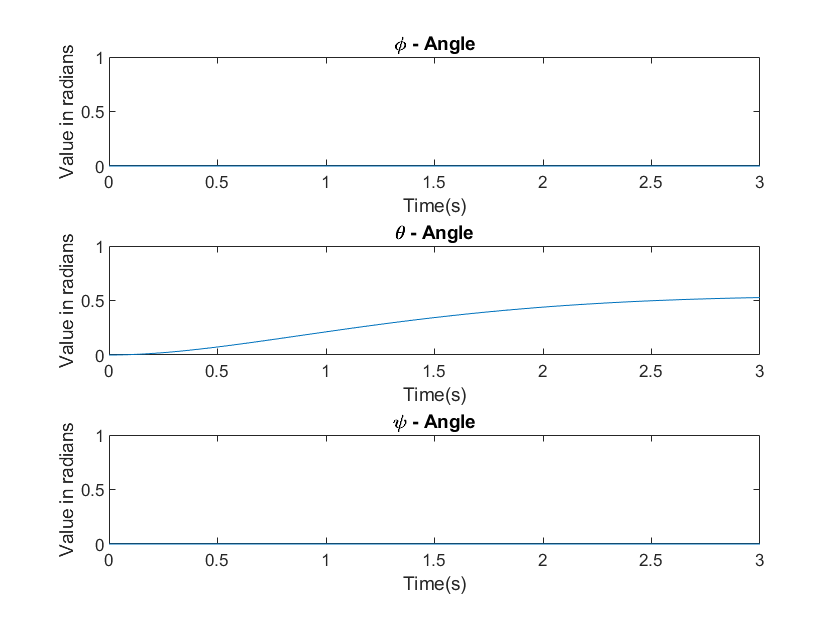 ϕ - Angle
1
0.5
0
Value in radians
0 0.5 1 1.5 2 2.5 3
Time(s)
θ - Angle
1
0.5
0
Value in radians
0 0.5 1 1.5 2 2.5 3
Time(s)
ψ - Angle
1
0.5
0
Value in radians
0 0.5 1 1.5 2 2.5 3
Time(s)